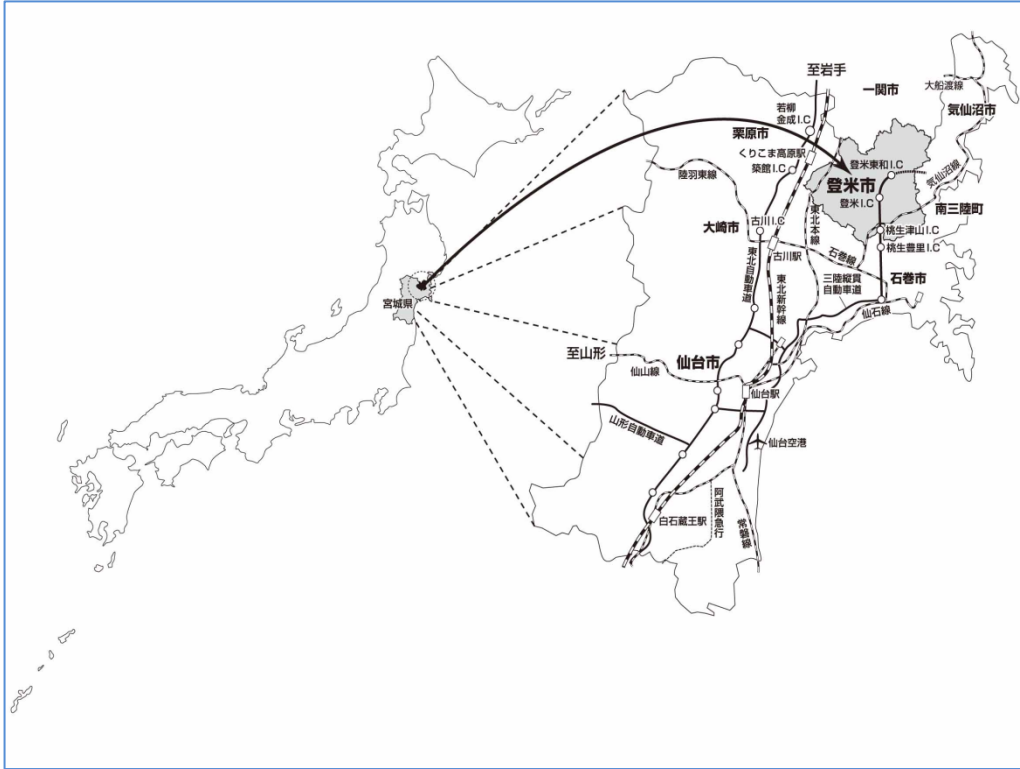 至岩手
一関市
大船渡線
気仙沼市
若柳
金成I.C
栗原市
くりこま高原駅
築館I.C
登米東和I.C
気仙沼線
陸羽東線
登米市
登米I.C
南三陸町
東北本線
古川I.C
大崎市
桃生津山I.C
古川駅
石巻線
桃生豊里I.C
東北自動車道
東北新幹線
三陸縦貫
自動車道
石巻市
仙石線
宮城県
至山形
仙山線
仙台市
仙台駅
山形自動車道
仙台空港
白石蔵王駅
阿武隈急行
常磐線